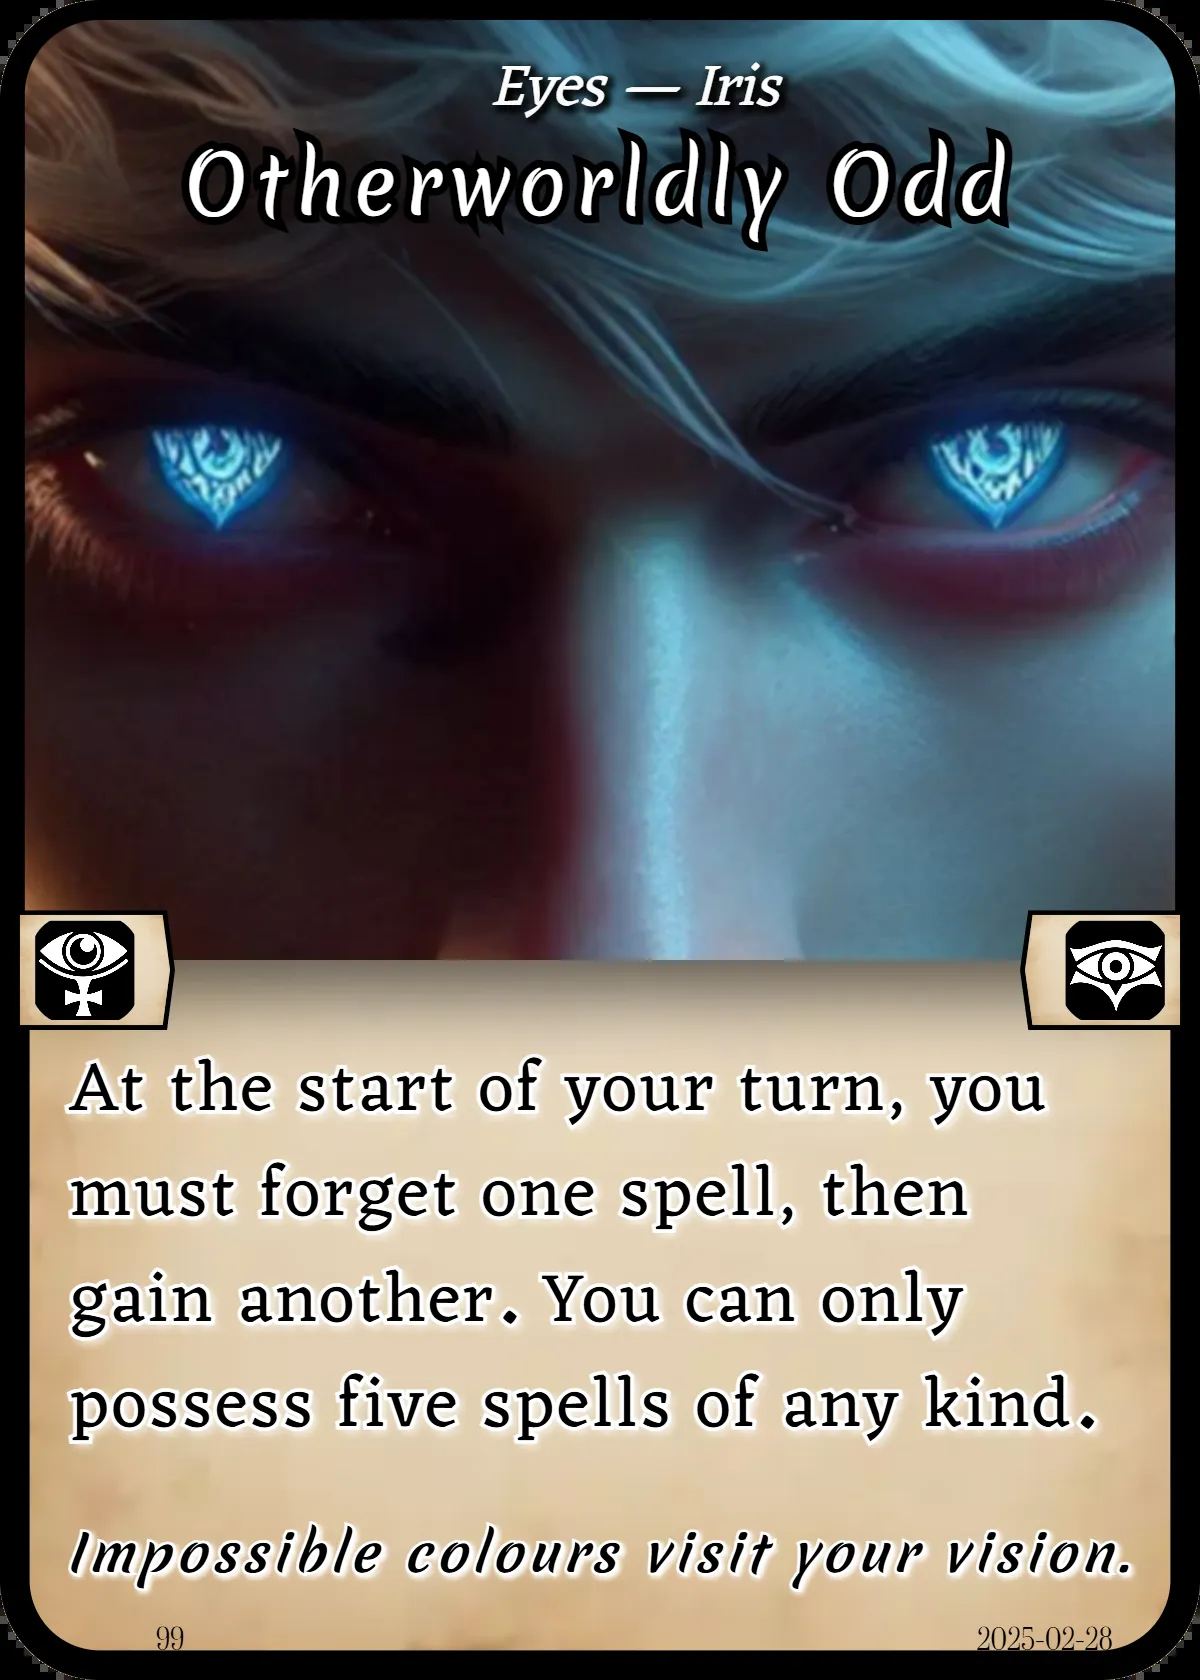 Eyes — Iris
Otherworldly Odd
At the start of your turn, you
must forget one spell, then
gain another. You can only
possess five spells of any kind.
Impossible colours visit your vision.
99
2025-02-28